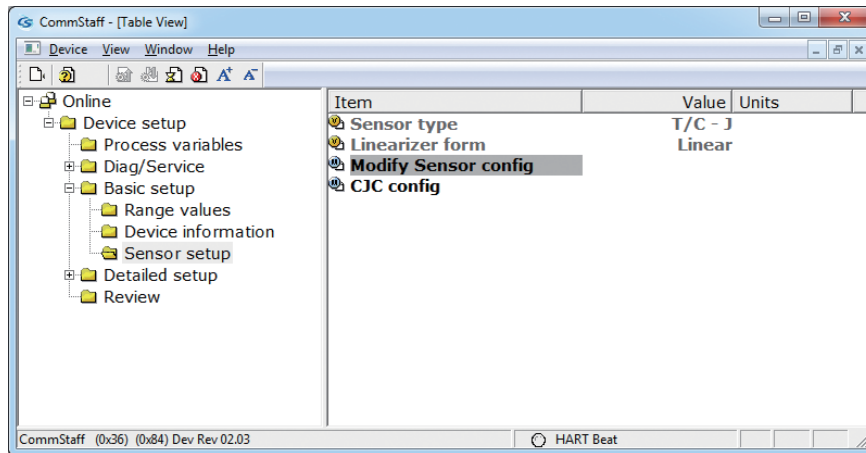 CommStaff - [Table View]
Device View Window Help
Online
Device setup
Process variables
Diag/Service
Basic setup
Range values
Device information
Sensor setup
Detailed setup
Review
Item Value Units
Sensor type T/C - J
Linearizer form Linear
Modify Sensor config
CJC config
CommStaff (0x36) (0x84) Dev Rev 02.03 HART Beat